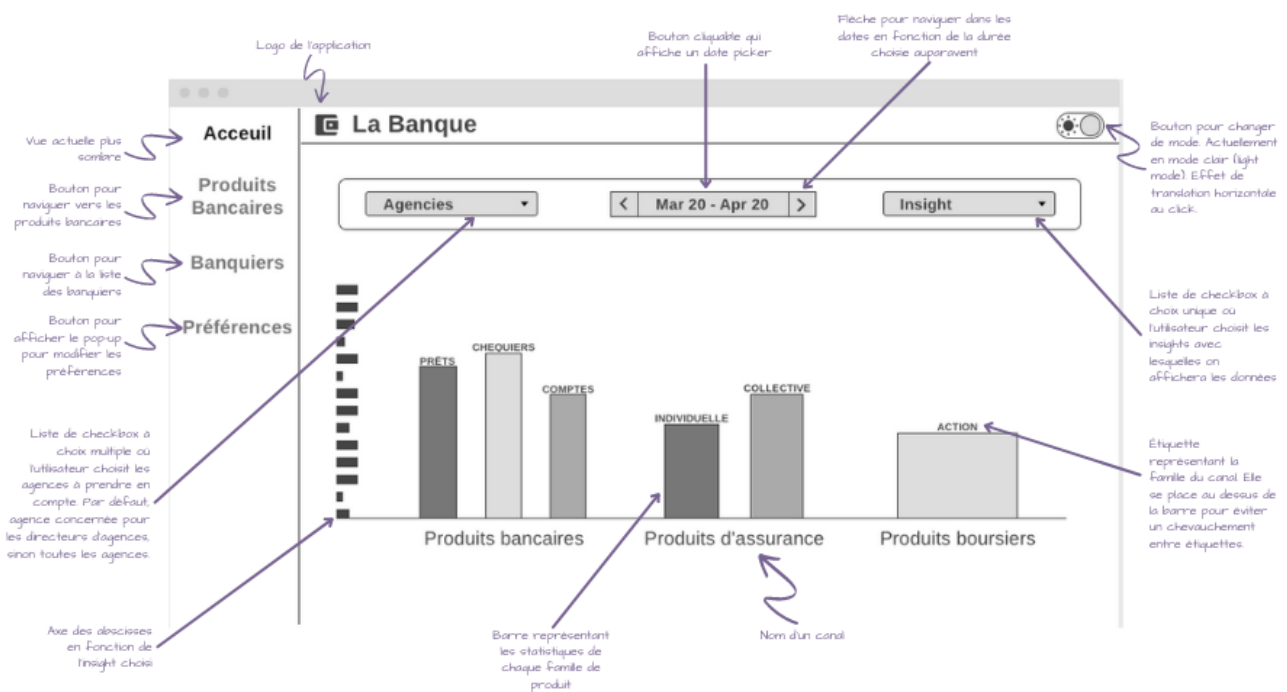 Flèche pour naviguer dans les
dates en fonction de la durée
choisie auparavent
Bouton cliquable qui
affiche un date picker
Logo de l'application
La Banque
Acceuil
Vue actuelle plus
sombre
Bouton pour changer
de mode. Actuellement
en mode clair (light
mode). Effet de
translation horizontale
au click.
Produits
Bancaires
Bouton pour
naviguer vers les
produits bancaires
Agencies
Mar 20 - Apr 20
Insight
Banquiers
Bouton pour
naviguer à la liste
des banquiers
Préférences
Bouton pour
afficher le pop-up
pour modifier les
préférences
Liste de checkbox à
choix unique où
l'utilisateur choisit les
insights avec
lesquelles on
affichera les données
PRÊTS
CHEQUIERS
COMPTES
INDIVIDUELLE
COLLECTIVE
ACTION
Liste de checkbox à
choix multiple où
l'utilisateur choisit les
agences à prendre en
compte. Par défaut,
agence concernée pour
les directeurs d'agences,
sinon toutes les agences.
Étiquette
représentant la
famille du canal. Elle
se place au dessus de
la barre pour éviter
un chevauchement
entre étiquettes.
Produits bancaires
Produits d'assurance
Produits boursiers
Axe des abscisses
en fonction de
l'insight choisi
Barre représentant
les statistiques de
chaque famille de
produit
Nom d'un canal